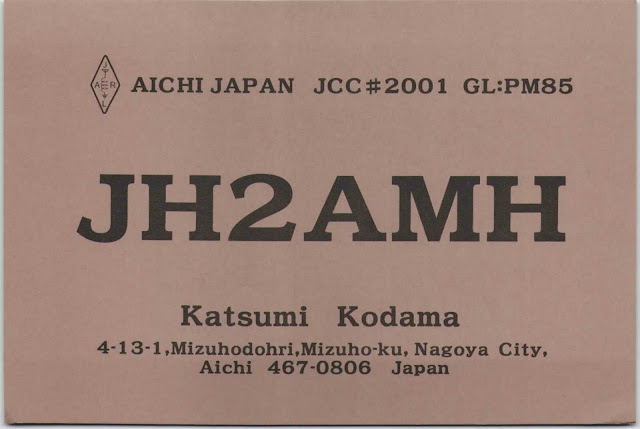 J
A R
L
AICHI JAPAN JCC#2001 GL:PM85
JH2AMH
Katsumi Kodama
4-13-1,Mizuhodohri,Mizuho-ku, Nagoya City,
Aichi 467-0806 Japan